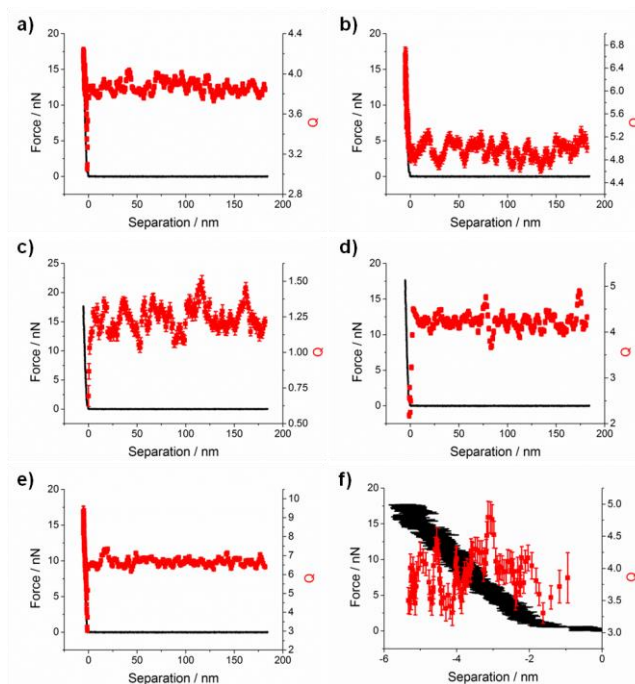 a)
Force / nN
20
15
10
5
0
4.4
4.0
3.6
3.2
2.8
Q
0 50 100 150 200
Separation / nm
b)
Force / nN
20
15
10
5
0
6.8
6.4
6.0
5.6
5.2
4.8
4.4
Q
0 50 100 150 200
Separation / nm
c)
Force / nN
25
20
15
10
5
0
1.50
1.25
1.00
0.75
0.50
Q
0 50 100 150 200
Separation / nm
d)
Force / nN
20
15
10
5
0
5
4
3
2
Q
0 50 100 150 200
Separation / nm
e)
Force / nN
20
15
10
5
0
10
9
8
7
6
5
4
3
2
Q
0 50 100 150 200
Separation / nm
f)
Force / nN
20
15
10
5
0
5.0
4.5
4.0
3.5
3.0
Q
-6 -4 -2 0
Separation / nm